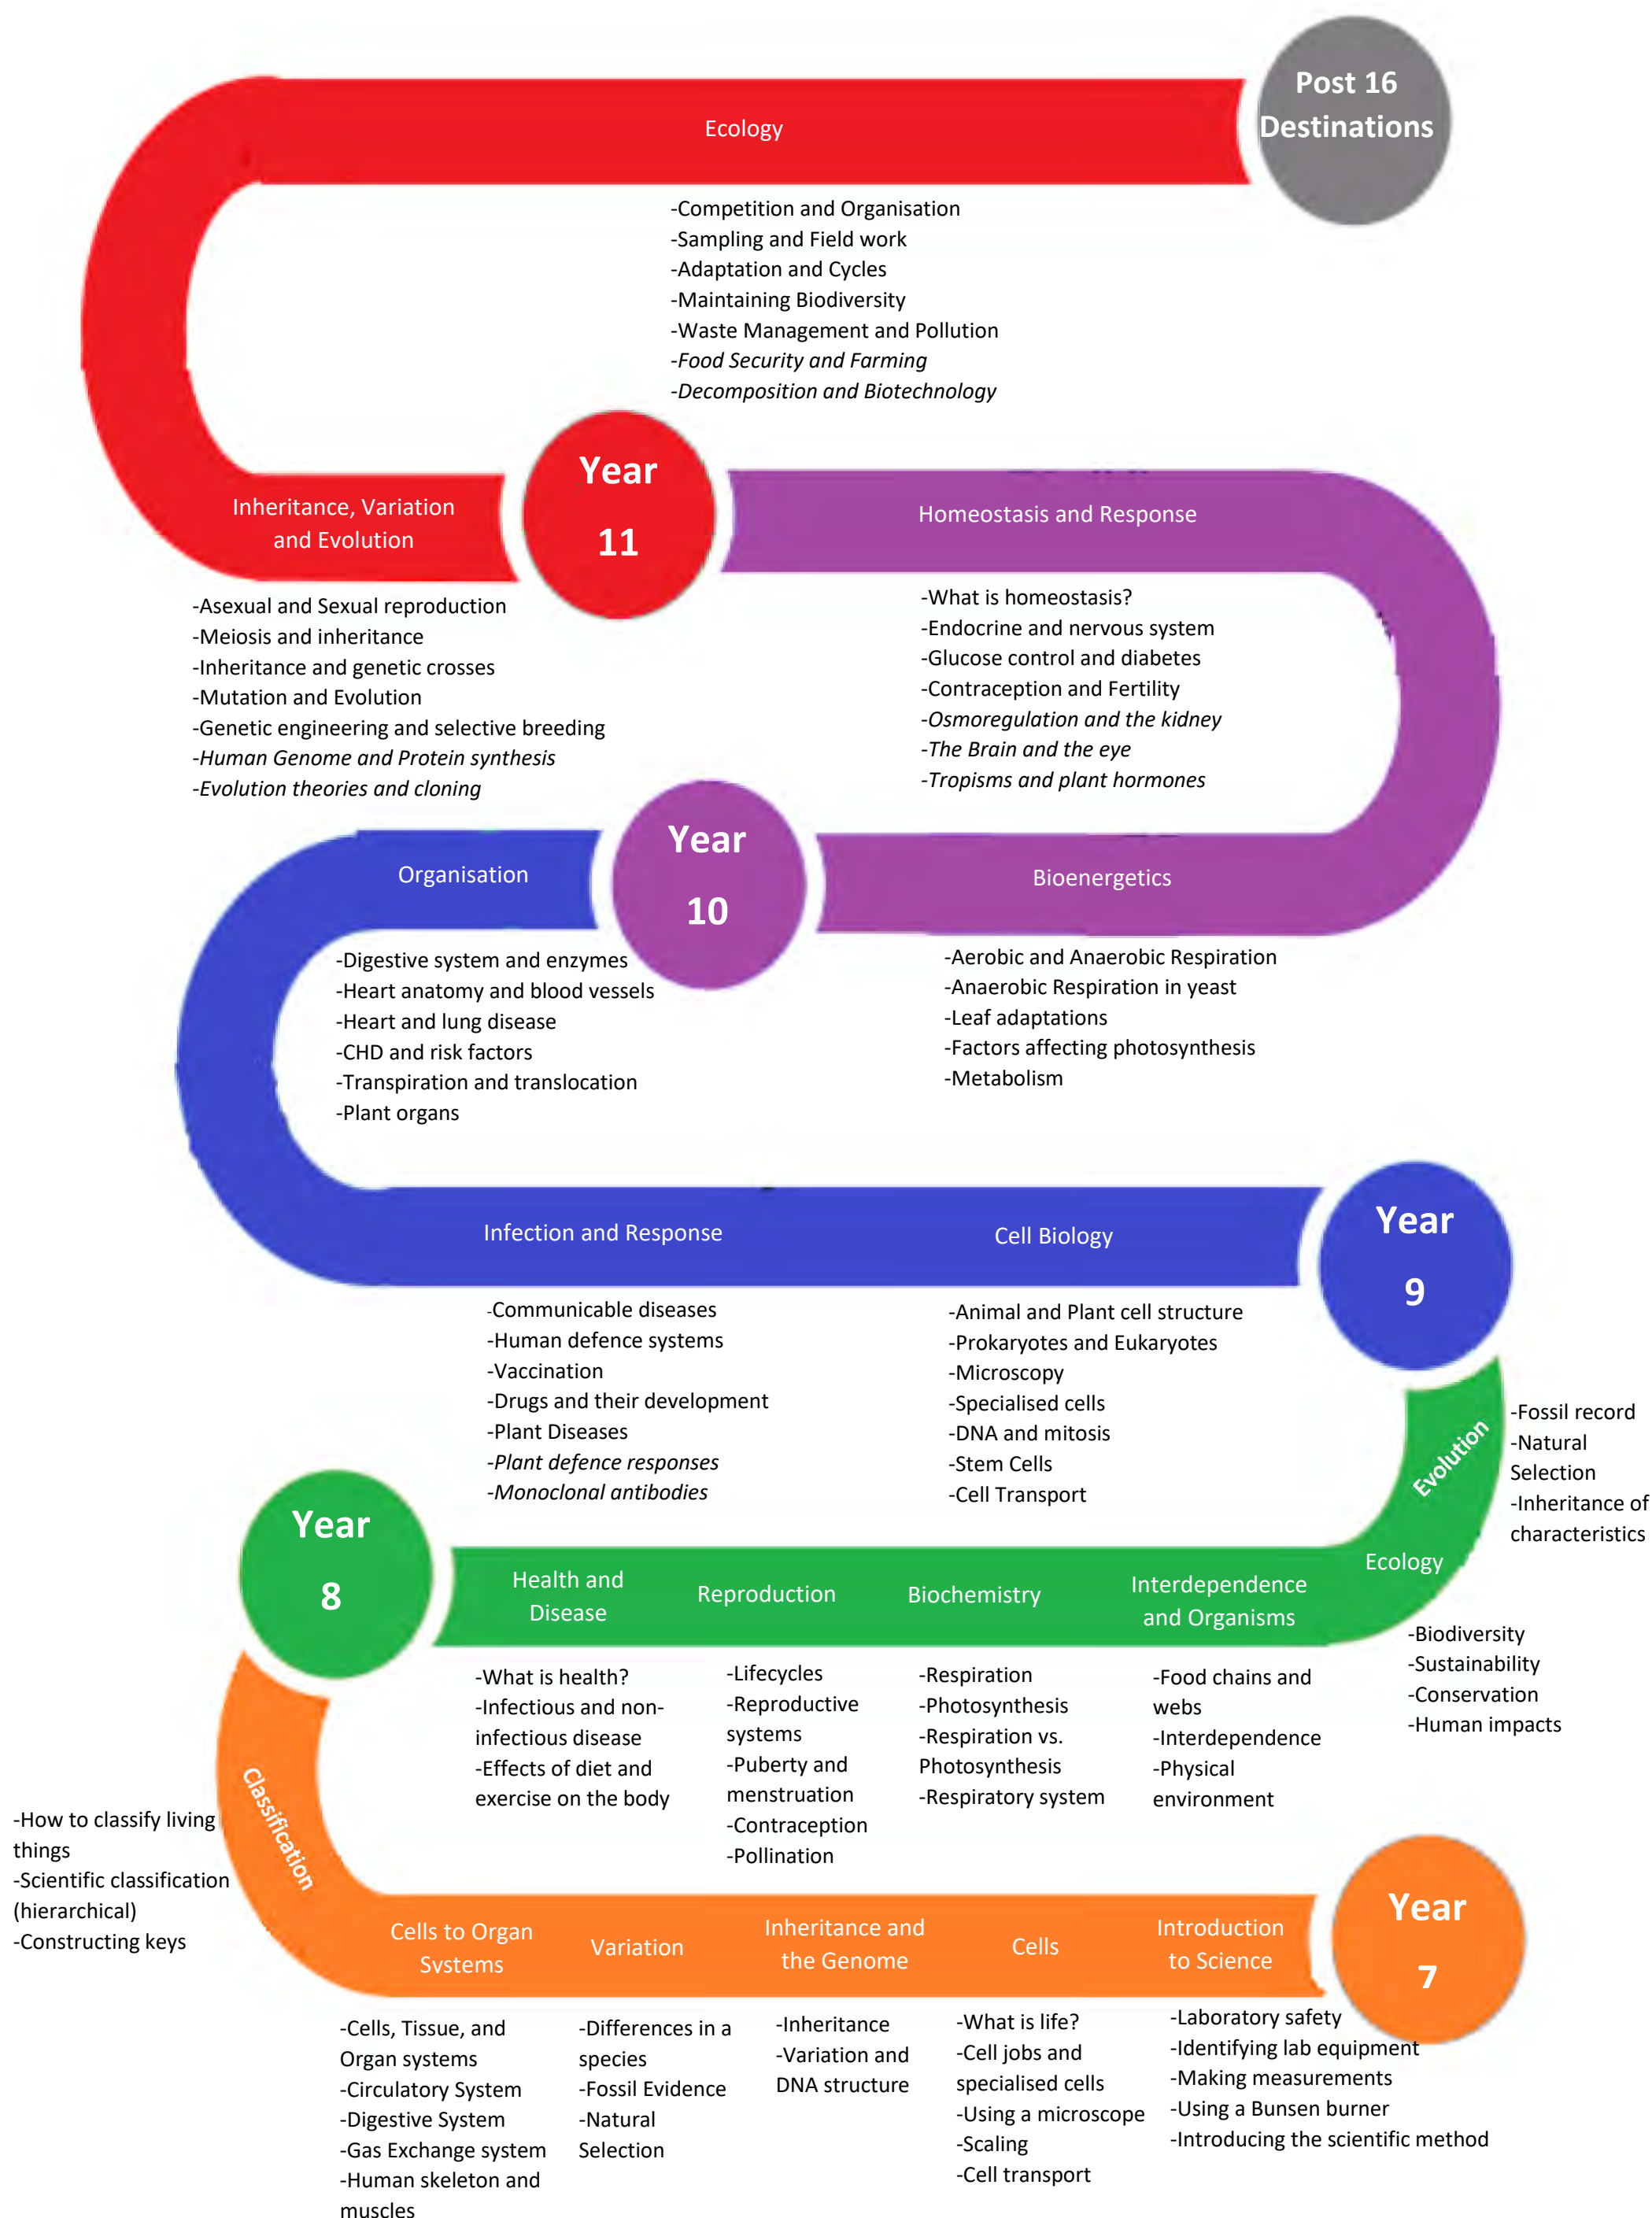 Post 16
Destinations
Ecology
-Competition and Organisation
-Sampling and Field work
-Adaptation and Cycles
-Maintaining Biodiversity
-Waste Management and Pollution
-Food Security and Farming
-Decomposition and Biotechnology
Year
11
Inheritance, Variation
and Evolution
-Asexual and Sexual reproduction
-Meiosis and inheritance
-Inheritance and genetic crosses
-Mutation and Evolution
-Genetic engineering and selective breeding
-Human Genome and Protein synthesis
-Evolution theories and cloning
Homeostasis and Response
-What is homeostasis?
-Endocrine and nervous system
-Glucose control and diabetes
-Contraception and Fertility
-Osmoregulation and the kidney
-The Brain and the eye
-Tropisms and plant hormones
Year
10
Organisation
-Digestive system and enzymes
-Heart anatomy and blood vessels
-Heart and lung disease
-CHD and risk factors
-Transpiration and translocation
-Plant organs
Bioenergetics
-Aerobic and Anaerobic Respiration
-Anaerobic Respiration in yeast
-Leaf adaptations
-Factors affecting photosynthesis
-Metabolism
Infection and Response
-Communicable diseases
-Human defence systems
-Vaccination
-Drugs and their development
-Plant Diseases
-Plant defence responses
-Monoclonal antibodies
Cell Biology
-Animal and Plant cell structure
-Prokaryotes and Eukaryotes
-Microscopy
-Specialised cells
-DNA and mitosis
-Stem Cells
-Cell Transport
Year
9
Evolution
-Fossil record
-Natural
Selection
-Inheritance of
characteristics
Year
8
Health and
Disease
-What is health?
-Infectious and non-
infectious disease
-Effects of diet and
exercise on the body
Reproduction
-Lifecycles
-Reproductive
systems
-Puberty and
menstruation
-Contraception
-Pollination
Biochemistry
-Respiration
-Photosynthesis
-Respiration vs.
Photosynthesis
-Respiratory system
Interdependence
and Organisms
-Food chains and
webs
-Interdependence
-Physical
environment
Ecology
-Biodiversity
-Sustainability
-Conservation
-Human impacts
Classification
-How to classify living
things
-Scientific classification
(hierarchical)
-Constructing keys
Cells to Organ
Systems
-Cells, Tissue, and
Organ systems
-Circulatory System
-Digestive System
-Gas Exchange system
-Human skeleton and
muscles
Variation
-Differences in a
species
-Fossil Evidence
-Natural
Selection
Inheritance and
the Genome
-Inheritance
-Variation and
DNA structure
Cells
-What is life?
-Cell jobs and
specialised cells
-Using a microscope
-Scaling
-Cell transport
Introduction
to Science
-Laboratory safety
-Identifying lab equipment
-Making measurements
-Using a Bunsen burner
-Introducing the scientific method
Year
7